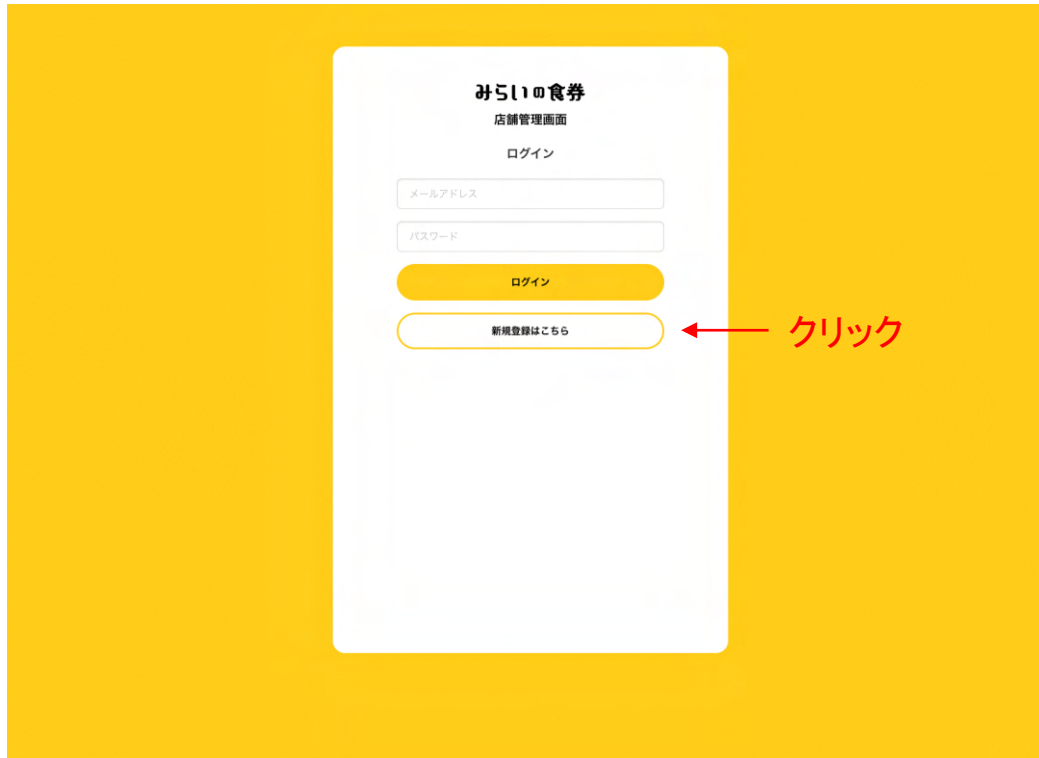 みらいの食券
店舗管理画面
ログイン
メールアドレス
パスワード
ログイン
新規登録はこちら
クリック